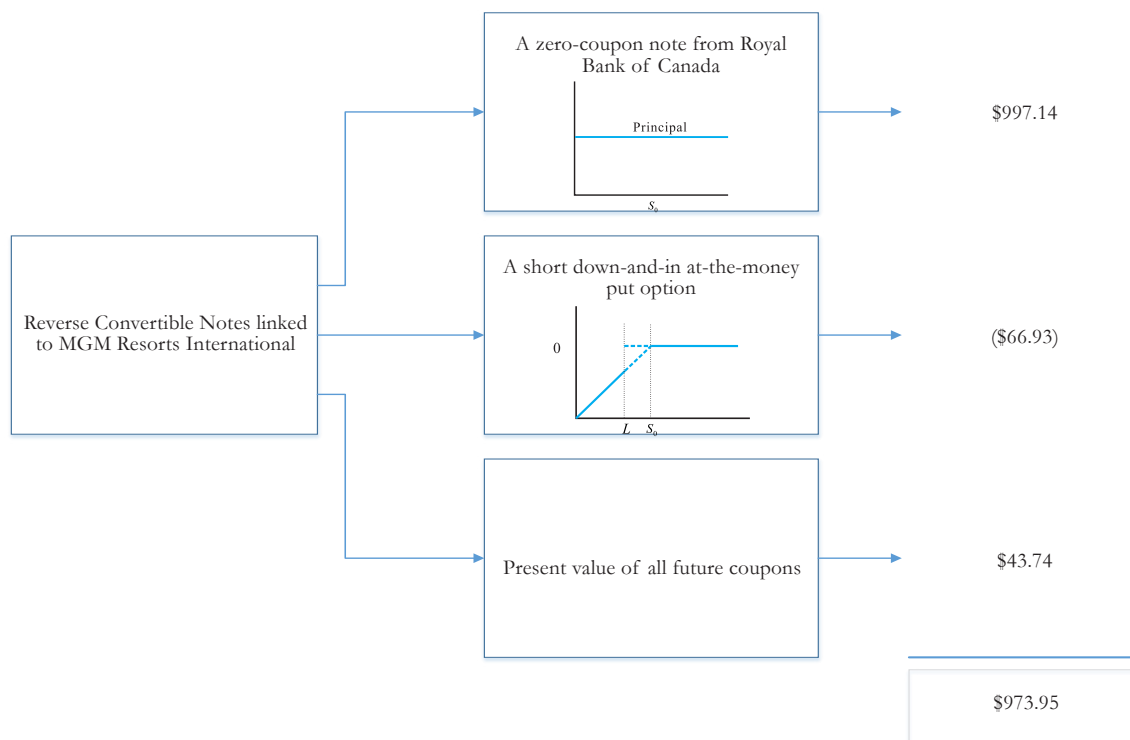 A zero-coupon note from Royal
Bank of Canada
Principal
S₀
$997.14
Reverse Convertible Notes linked
to MGM Resorts International
A short down-and-in at-the-money
put option
0
L S₀
($66.93)
Present value of all future coupons
$43.74
$973.95